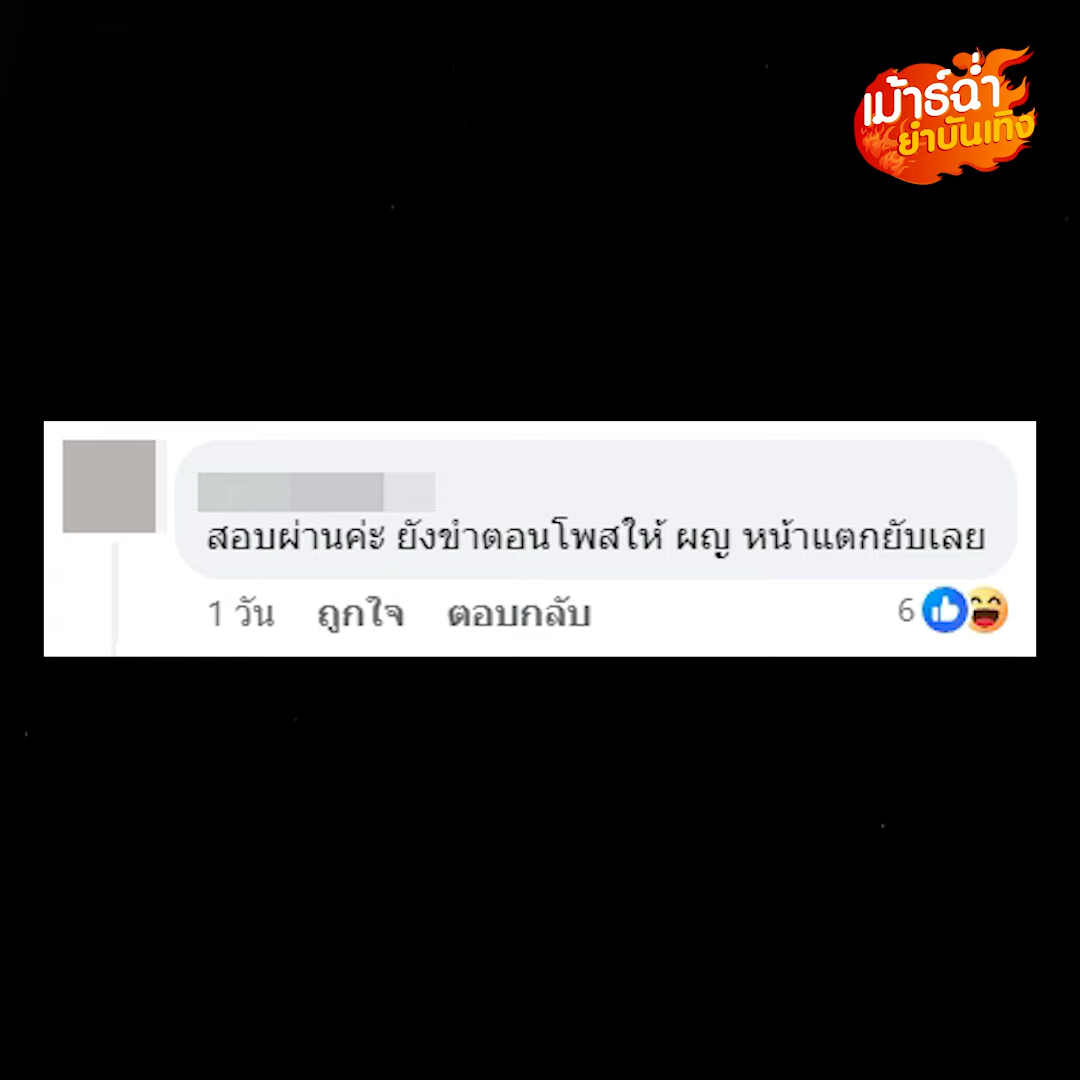 เม้าธ์ฉ่ำ
ยำบันเทิง
สอบผ่านค่ะ ยังขำตอนโพสให้ ผญ หน้าแตกยับเลย
1 วัน ถูกใจ ตอบกลับ 6